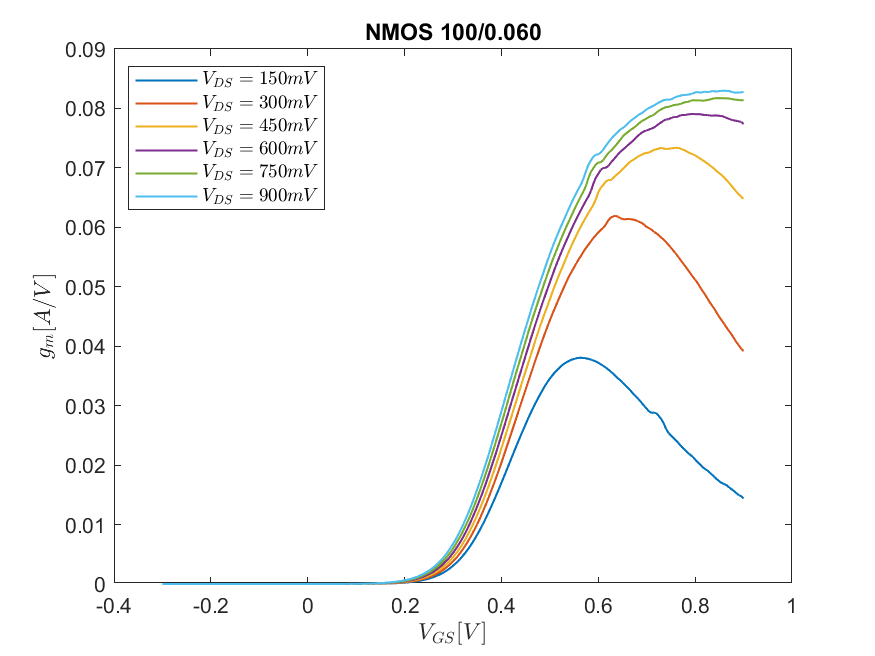 NMOS 100/0.060
0.09
0.08
0.07
0.06
0.05
0.04
0.03
0.02
0.01
0
g_m[A/V]
V_DS = 150mV
V_DS = 300mV
V_DS = 450mV
V_DS = 600mV
V_DS = 750mV
V_DS = 900mV
-0.4 -0.2 0 0.2 0.4 0.6 0.8 1
V_GS[V]